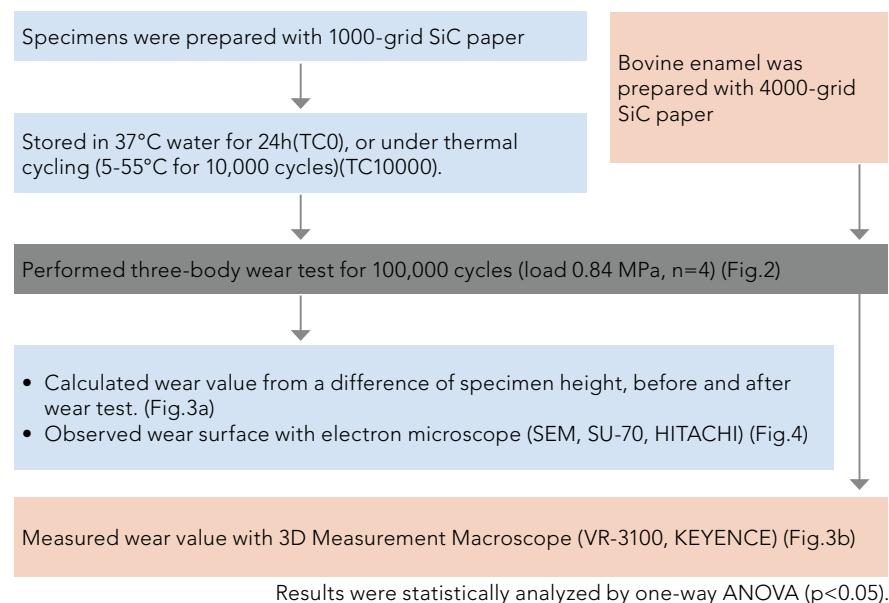 Specimens were prepared with 1000-grid SiC paper
Bovine enamel was
prepared with 4000-grid
SiC paper
Stored in 37°C water for 24h(TC0), or under thermal
cycling (5-55°C for 10,000 cycles)(TC10000).
Performed three-body wear test for 100,000 cycles (load 0.84 MPa, n=4) (Fig.2)
• Calculated wear value from a difference of specimen height, before and after
wear test. (Fig.3a)
• Observed wear surface with electron microscope (SEM, SU-70, HITACHI) (Fig.4)
Measured wear value with 3D Measurement Macroscope (VR-3100, KEYENCE) (Fig.3b)
Results were statistically analyzed by one-way ANOVA (p<0.05).